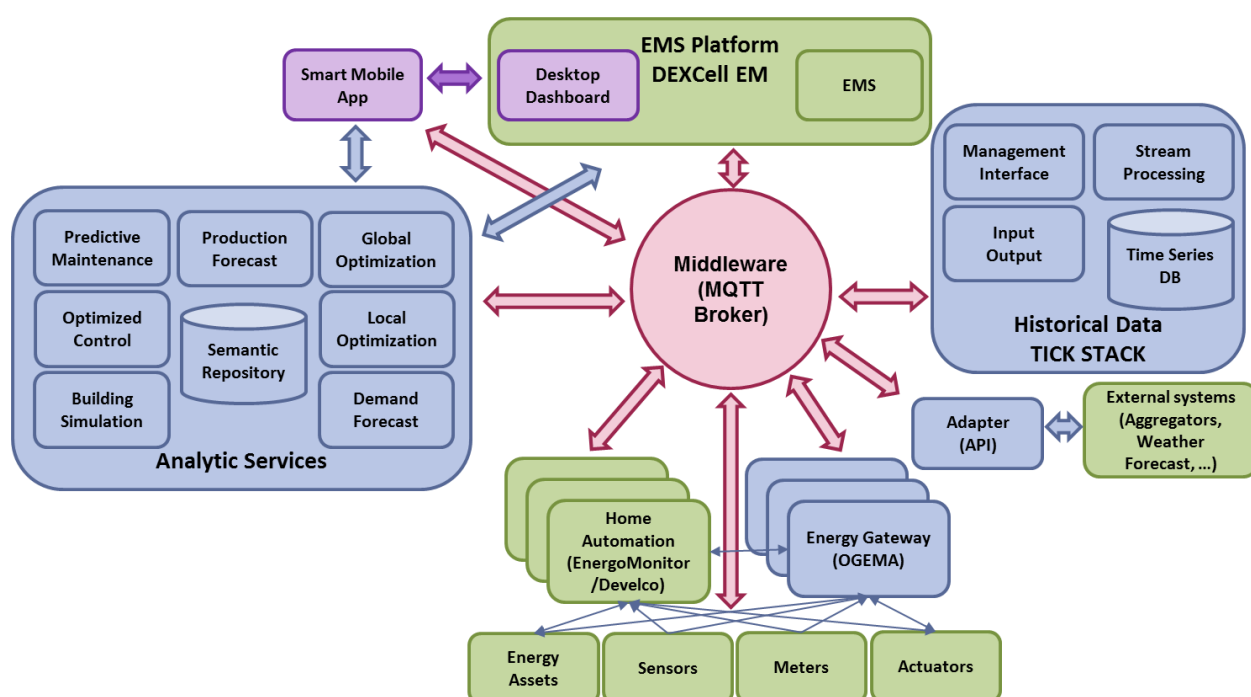 EMS Platform
DEXCell EM
Smart Mobile
App
Desktop
Dashboard
EMS
Management
Interface
Stream
Processing
Input
Output
Time Series
DB
Historical Data
TICK STACK
Predictive
Maintenance
Production
Forecast
Global
Optimization
Optimized
Control
Semantic
Repository
Local
Optimization
Building
Simulation
Demand
Forecast
Analytic Services
Middleware
(MQTT
Broker)
Adapter
(API)
External systems
(Aggregators,
Weather
Forecast, ...)
Home
Automation
(EnergoMonitor
/Develco)
Energy Gateway
(OGEMA)
Energy
Assets
Sensors
Meters
Actuators